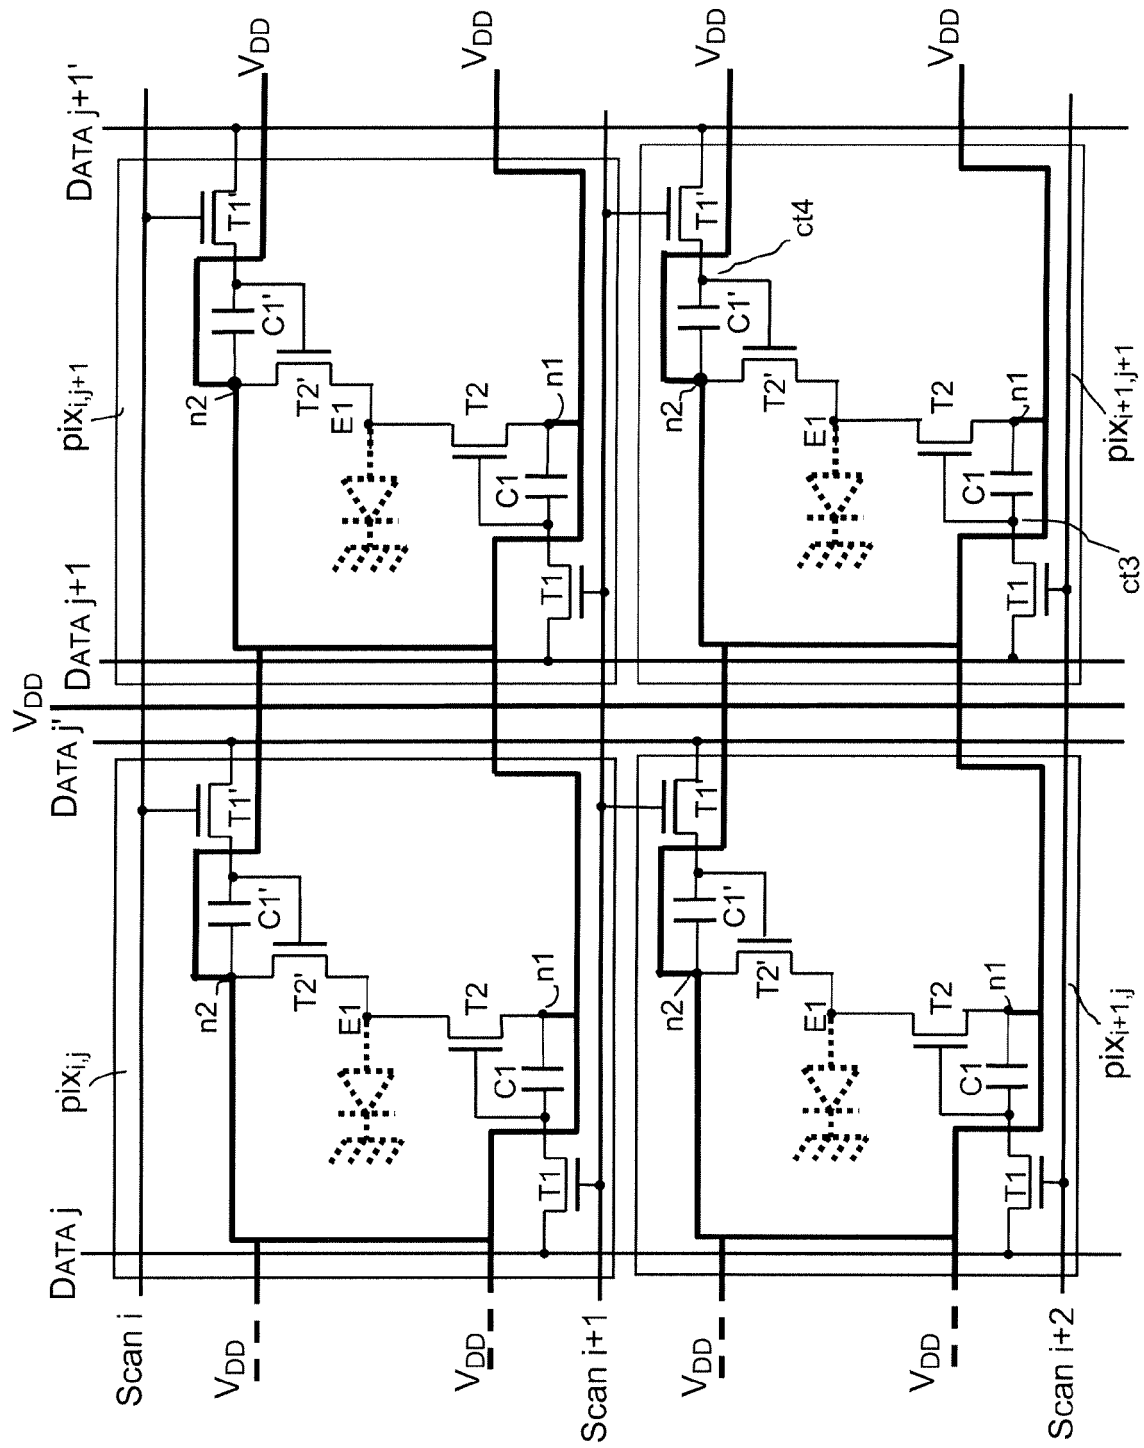 VDD
DATA j DATA j' DATA j+1 DATA j+1'
pixi,j pixi,j+1
Scan i
n2 n2
VDD T1' T1' VDD
C1' C1'
T2' T2'
E1 E1
VDD T2 T2 VDD
C1 C1
T1 n1 T1 n1
Scan i+1
n2 n2
VDD T1' T1' VDD
C1' C1'
T2' T2'
ct4
E1 E1
VDD T2 T2 VDD
C1 C1
T1 n1 T1 n1
Scan i+2
pixi+1,j pixi+1,j+1
ct3